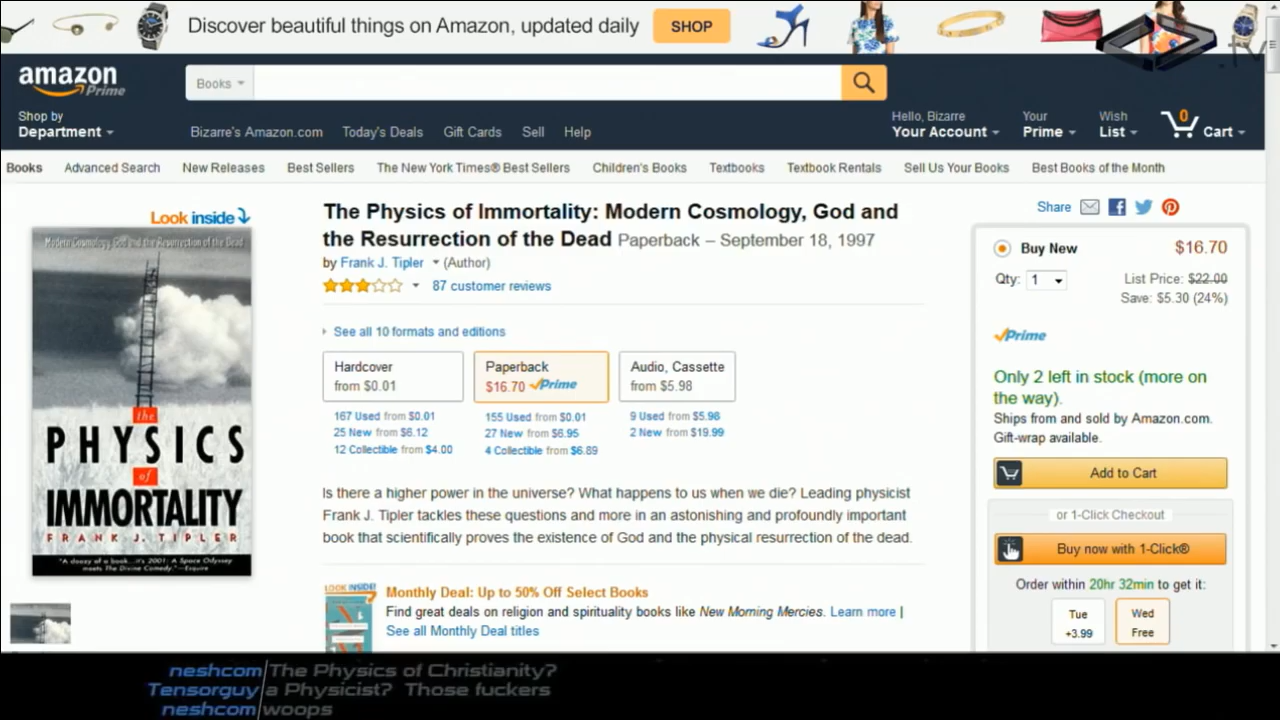 Discover beautiful things on Amazon, updated daily
SHOP
amazon
Prime
Books
Shop by
Department
Bizarre's Amazon.com
Today's Deals
Gift Cards
Sell
Help
Hello, Bizarre
Your Account
Your
Prime
Wish
List
0
Cart
Books
Advanced Search
New Releases
Best Sellers
The New York Times® Best Sellers
Children's Books
Textbooks
Textbook Rentals
Sell Us Your Books
Best Books of the Month
Look inside
Modern Cosmology, God and the Resurrection of the Dead
the
PHYSICS
of
IMMORTALITY
FRANK J. TIPLER
"A doozy of a book...it's 2001: A Space Odyssey
meets The Divine Comedy."—Esquire
The Physics of Immortality: Modern Cosmology, God and
the Resurrection of the Dead Paperback – September 18, 1997
by Frank J. Tipler (Author)
87 customer reviews
See all 10 formats and editions
Hardcover
from $0.01
167 Used from $0.01
25 New from $6.12
12 Collectible from $4.00
Paperback
$16.70 Prime
155 Used from $0.01
27 New from $6.95
4 Collectible from $6.89
Audio, Cassette
from $5.98
9 Used from $5.98
2 New from $19.99
Is there a higher power in the universe? What happens to us when we die? Leading physicist
Frank J. Tipler tackles these questions and more in an astonishing and profoundly important
book that scientifically proves the existence of God and the physical resurrection of the dead.
LOOK INSIDE!
Monthly Deal: Up to 50% Off Select Books
Find great deals on religion and spirituality books like New Morning Mercies. Learn more |
See all Monthly Deal titles
Share
Buy New
$16.70
Qty: 1
List Price: $22.00
Save: $5.30 (24%)
Prime
Only 2 left in stock (more on
the way).
Ships from and sold by Amazon.com.
Gift-wrap available.
Add to Cart
or 1-Click Checkout
Buy now with 1-Click®
Order within 20hr 32min to get it:
Tue
+3.99
Wed
Free
neshcom The Physics of Christianity?
Tensorguy a Physicist? Those fuckers
neshcom woops